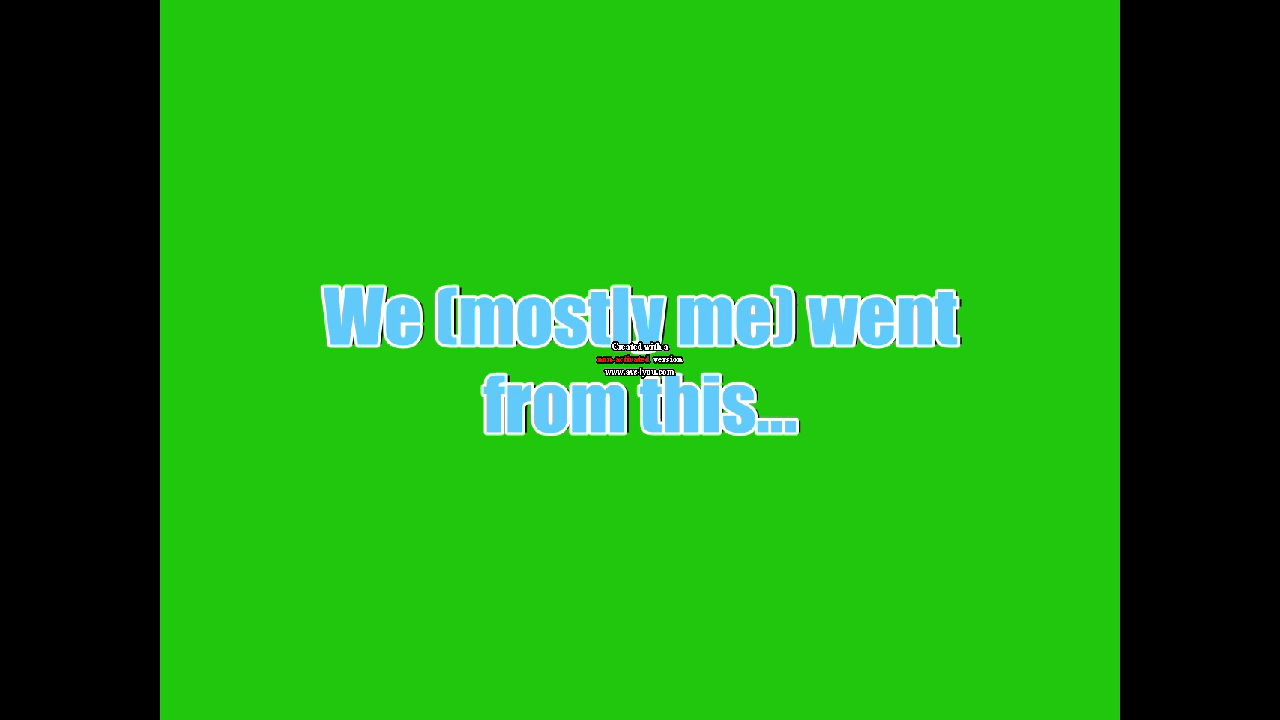 We (mostly me) went
Created with a
non-activated version
www.avs4you.com
from this...